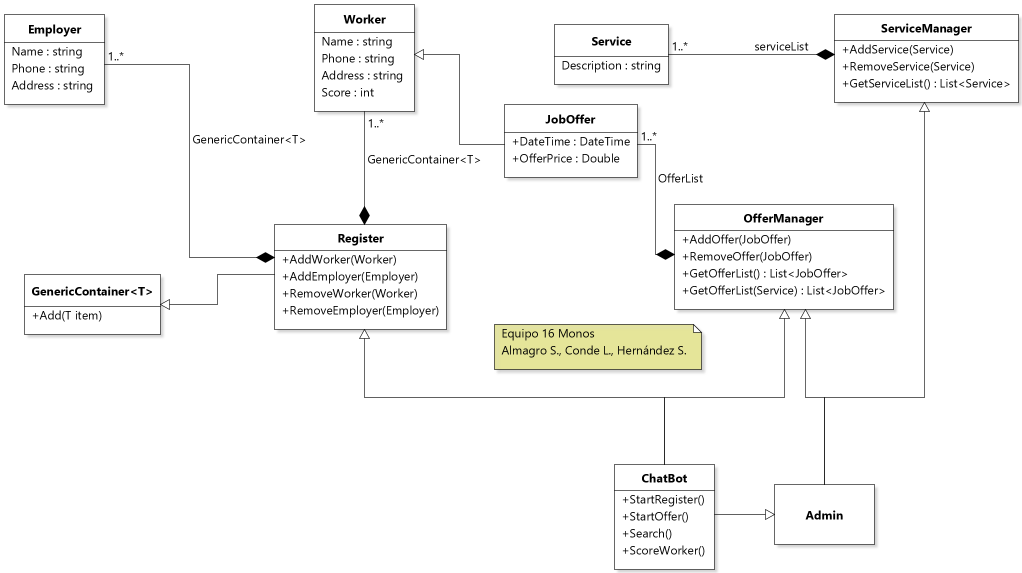 Employer
Name : string
Phone : string
Address : string
1..*
GenericContainer<T>
Worker
Name : string
Phone : string
Address : string
Score : int
1..*
GenericContainer<T>
Service
Description : string
1..*
serviceList
ServiceManager
+AddService(Service)
+RemoveService(Service)
+GetServiceList() : List<Service>
JobOffer
+DateTime : DateTime
+OfferPrice : Double
1..*
OfferList
OfferManager
+AddOffer(JobOffer)
+RemoveOffer(JobOffer)
+GetOfferList() : List<JobOffer>
+GetOfferList(Service) : List<JobOffer>
Register
+AddWorker(Worker)
+AddEmployer(Employer)
+RemoveWorker(Worker)
+RemoveEmployer(Employer)
GenericContainer<T>
+Add(T item)
Equipo 16 Monos
Almagro S., Conde L., Hernández S.
ChatBot
+StartRegister()
+StartOffer()
+Search()
+ScoreWorker()
Admin